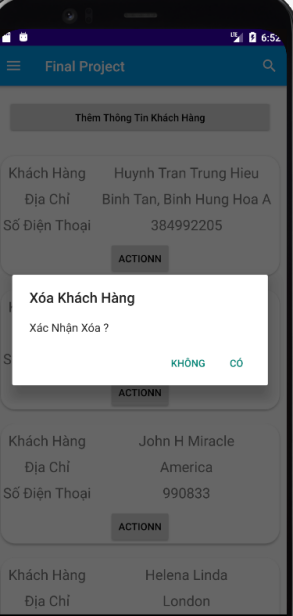 LTE 6:52
Final Project
Thêm Thông Tin Khách Hàng
Khách Hàng Huynh Tran Trung Hieu
Địa Chỉ Binh Tan, Binh Hung Hoa A
Số Điện Thoại 384992205
ACTIONN
Xóa Khách Hàng
Xác Nhận Xóa ?
KHÔNG CÓ
S
ACTIONN
Khách Hàng John H Miracle
Địa Chỉ America
Số Điện Thoại 990833
ACTIONN
Khách Hàng Helena Linda
Địa Chỉ London